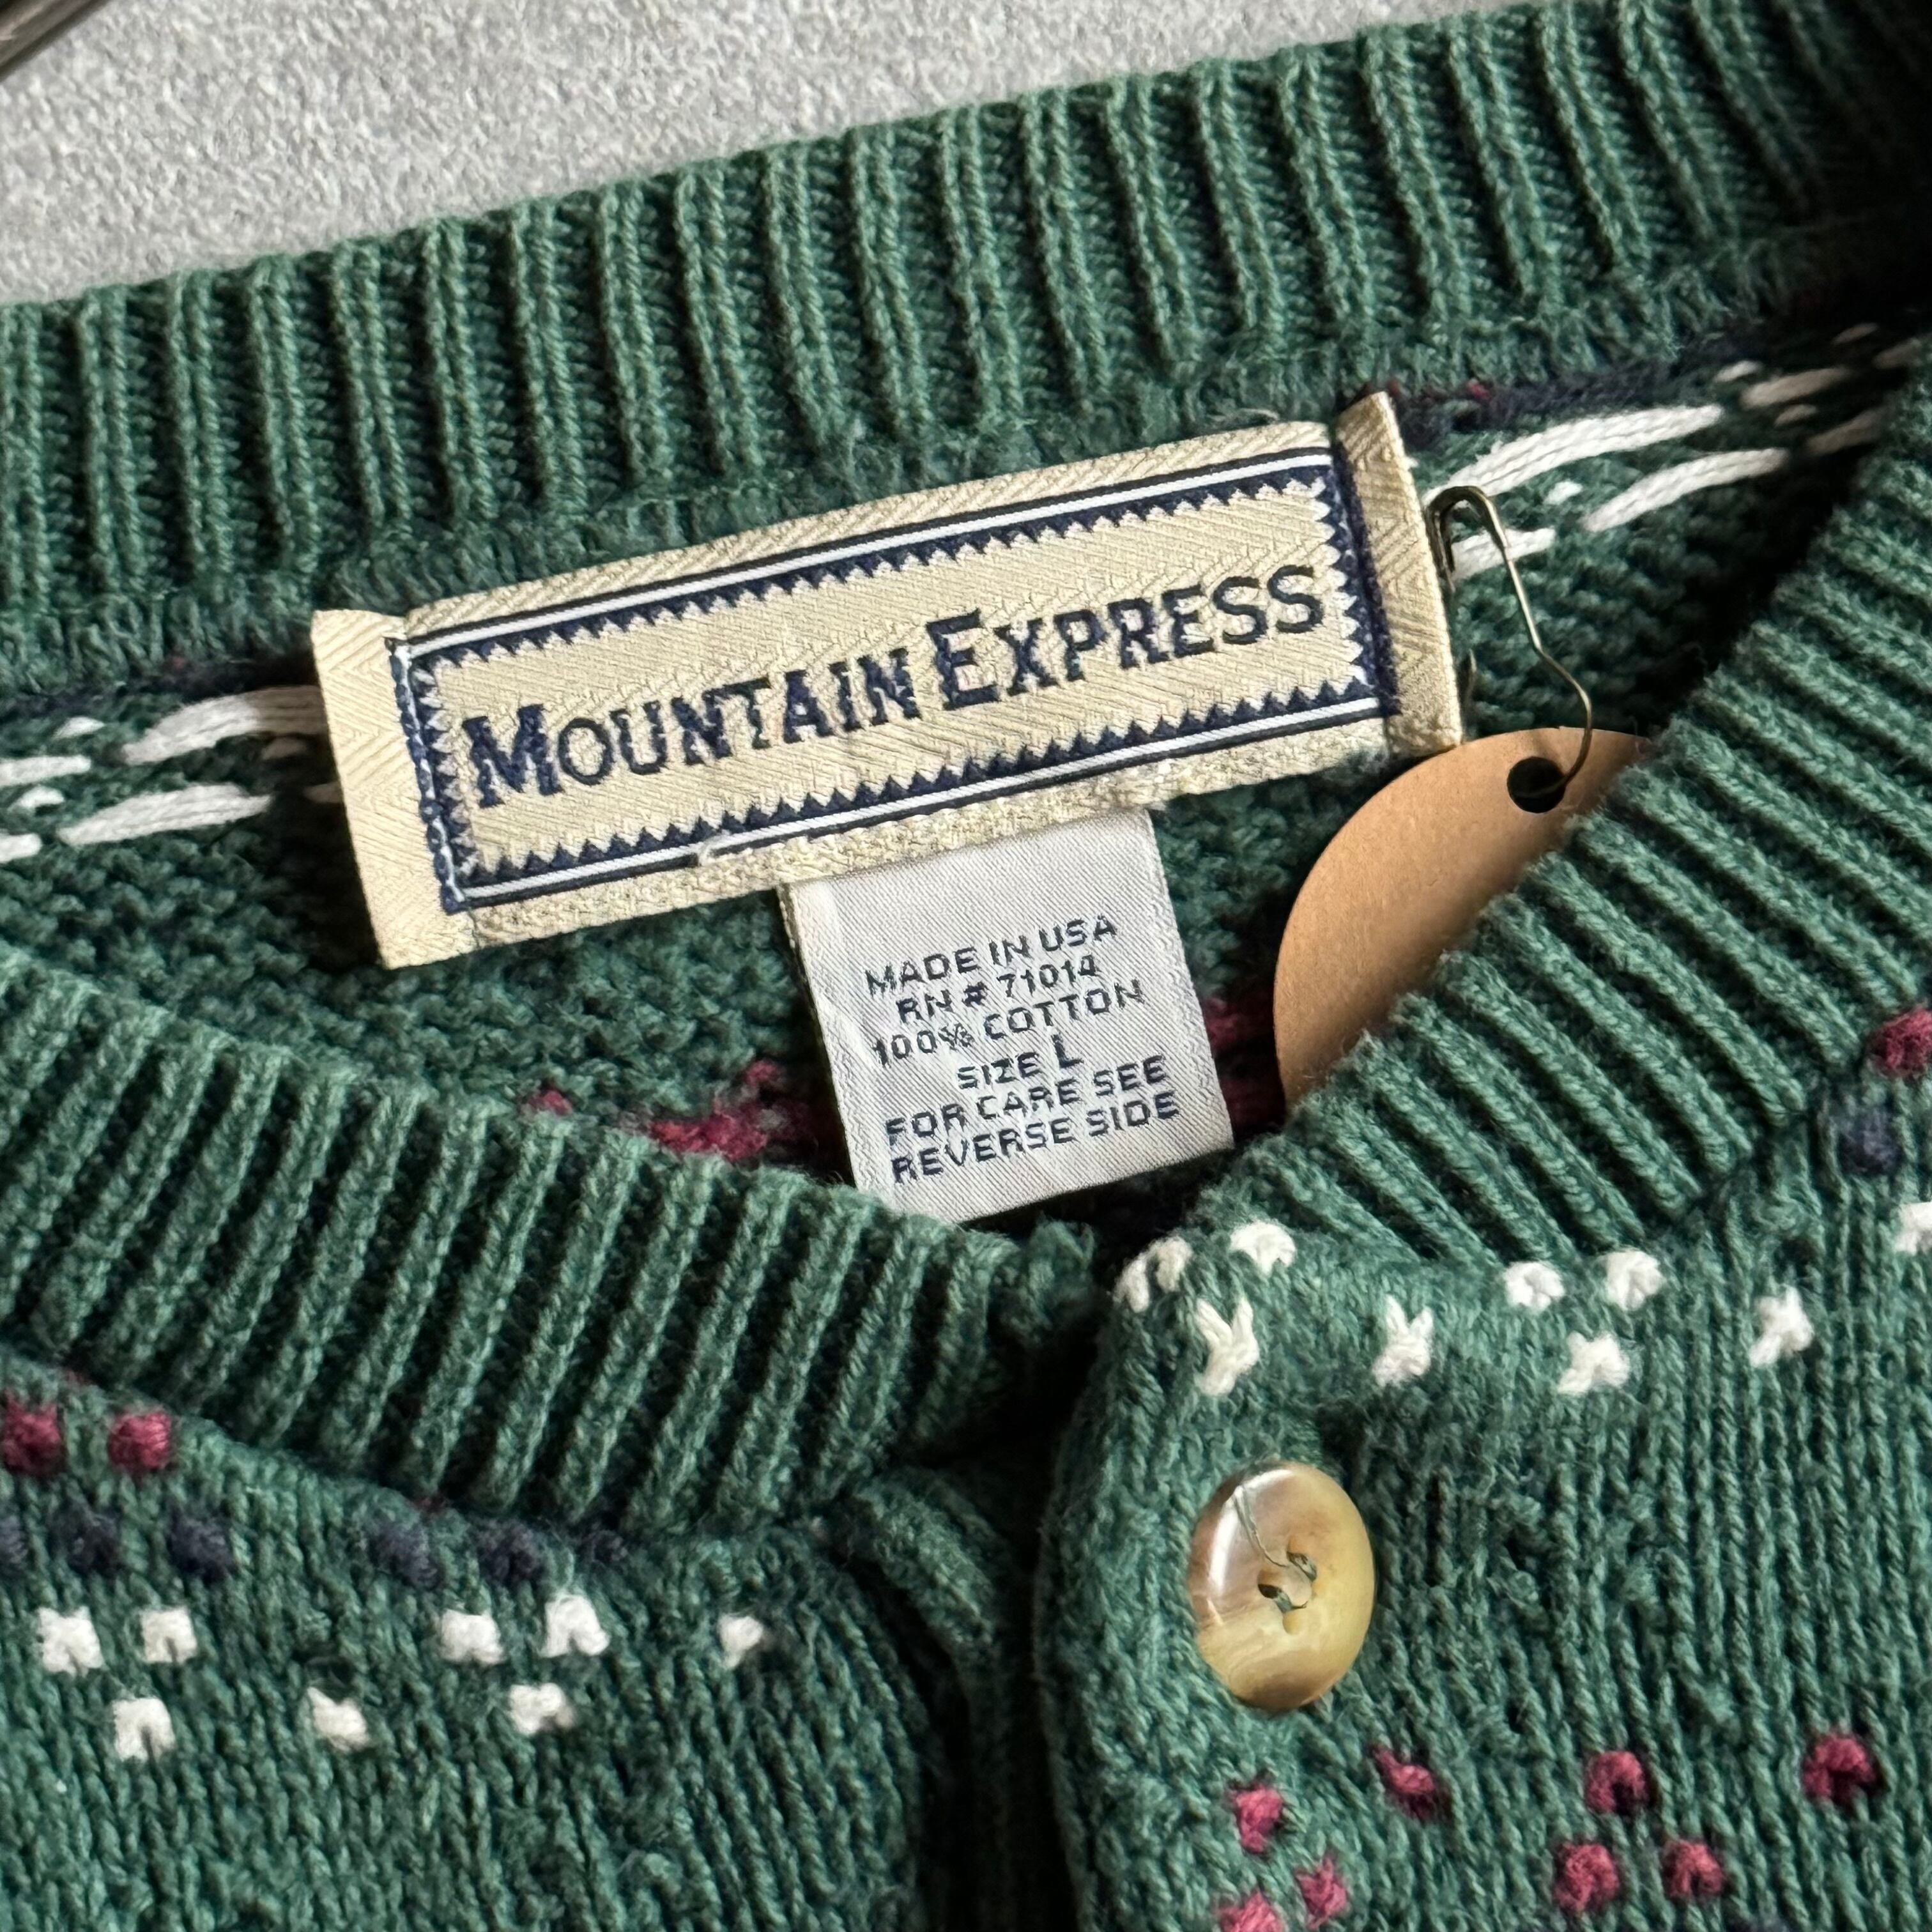 MOUNTAIN EXPRESS
MADE IN USA
RN # 71014
100% COTTON
SIZE L
FOR CARE SEE
REVERSE SIDE